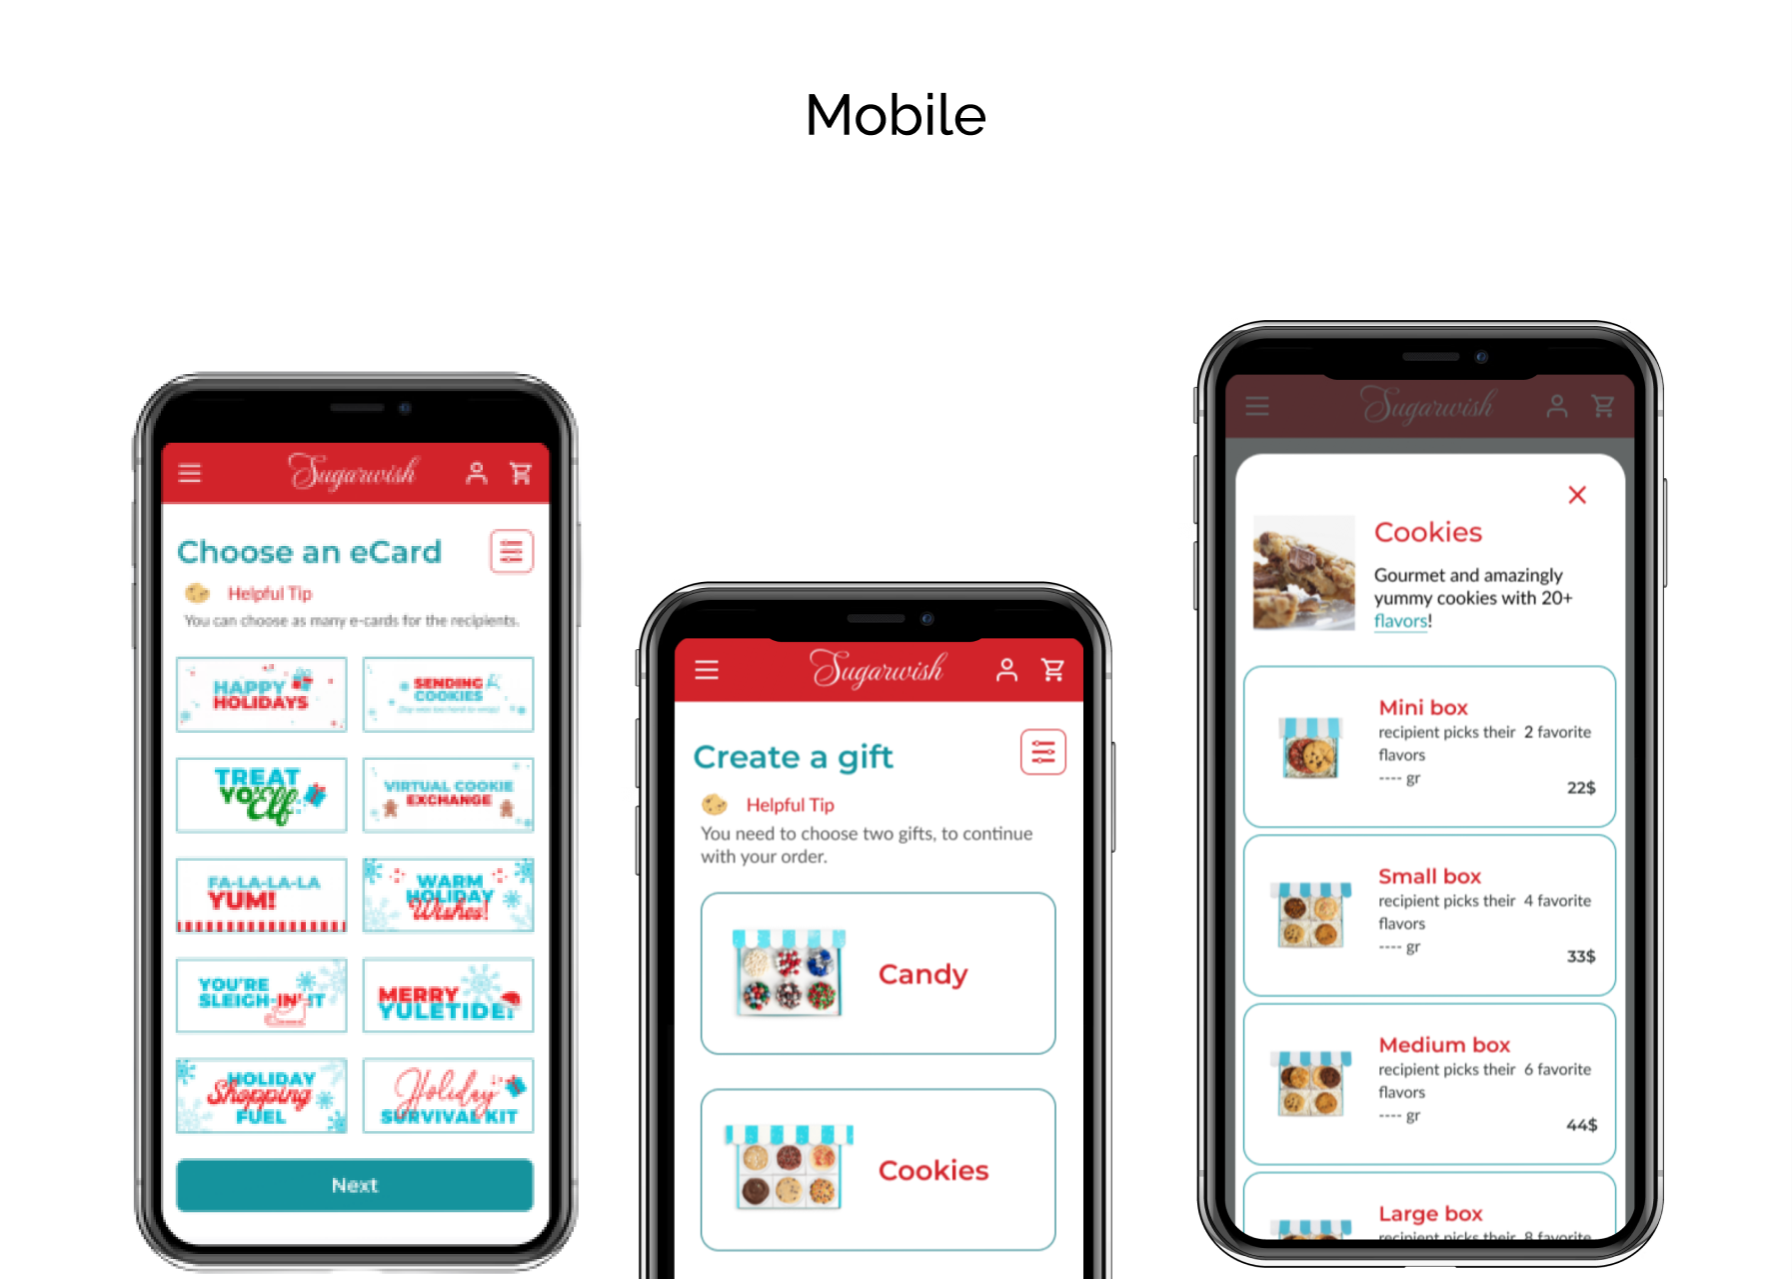 Mobile
Sugarwish
Choose an eCard
Helpful Tip
You can choose as many e-cards for the recipients.
HAPPY
HOLIDAYS
SENDING
COOKIES
TREAT
YO' Elf
VIRTUAL COOKIE
EXCHANGE
FA-LA-LA-LA
YUM!
WARM
HOLIDAY
Wishes!
YOU'RE
SLEIGH-IN' IT
MERRY
YULETIDE!
HOLIDAY
Shopping
FUEL
Holiday
SURVIVAL KIT
Next
Sugarwish
Create a gift
Helpful Tip
You need to choose two gifts, to continue
with your order.
Candy
Cookies
Sugarwish
Cookies
Gourmet and amazingly
yummy cookies with 20+
flavors!
Mini box
recipient picks their 2 favorite
flavors
---- gr
22$
Small box
recipient picks their 4 favorite
flavors
---- gr
33$
Medium box
recipient picks their 6 favorite
flavors
---- gr
44$
Large box
recipient picks their 8 favorite